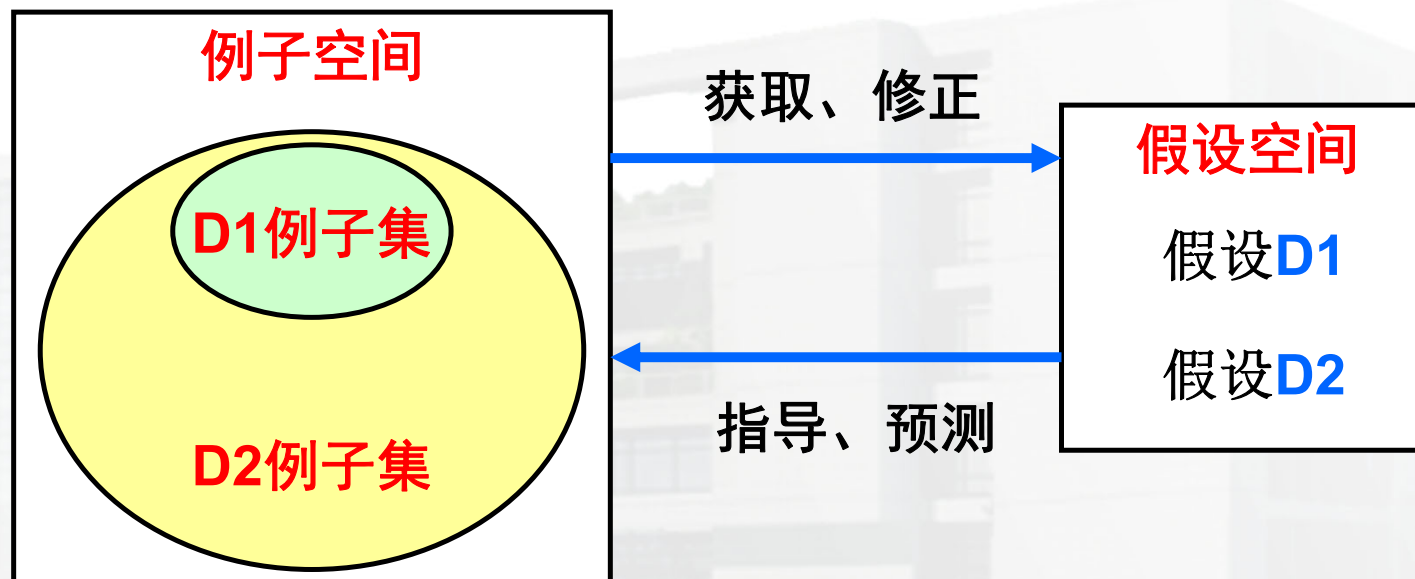 例子空间
D1例子集
D2例子集
获取、修正
指导、预测
假设空间
假设D1
假设D2